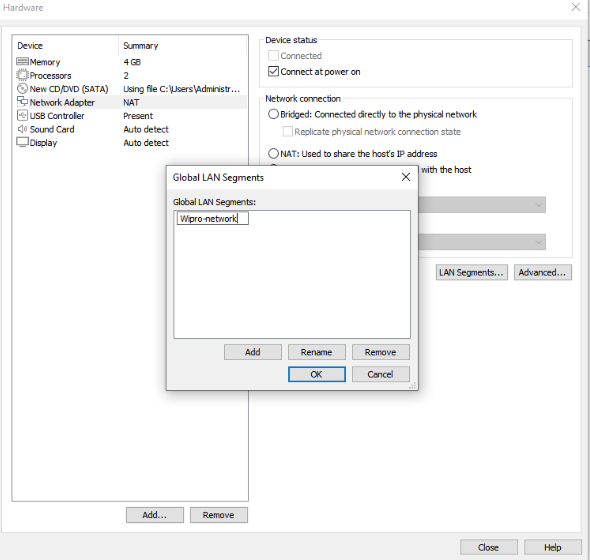 Hardware
Device Summary
Memory 4 GB
Processors 2
New CD/DVD (SATA) Using file C:\Users\Administr...
Network Adapter NAT
USB Controller Present
Sound Card Auto detect
Display Auto detect
Add... Remove
Device status
Connected
Connect at power on
Network connection
Bridged: Connected directly to the physical network
Replicate physical network connection state
NAT: Used to share the host's IP address
with the host
LAN Segments... Advanced...
Global LAN Segments
Global LAN Segments:
Wipro-network
Add Rename Remove
OK Cancel
Close Help